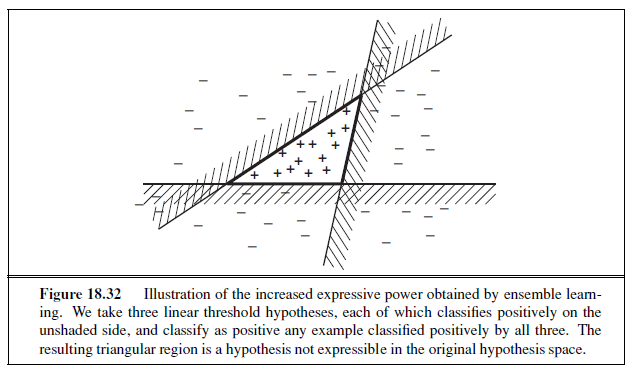 Figure 18.32 Illustration of the increased expressive power obtained by ensemble learn-
ing. We take three linear threshold hypotheses, each of which classifies positively on the
unshaded side, and classify as positive any example classified positively by all three. The
resulting triangular region is a hypothesis not expressible in the original hypothesis space.